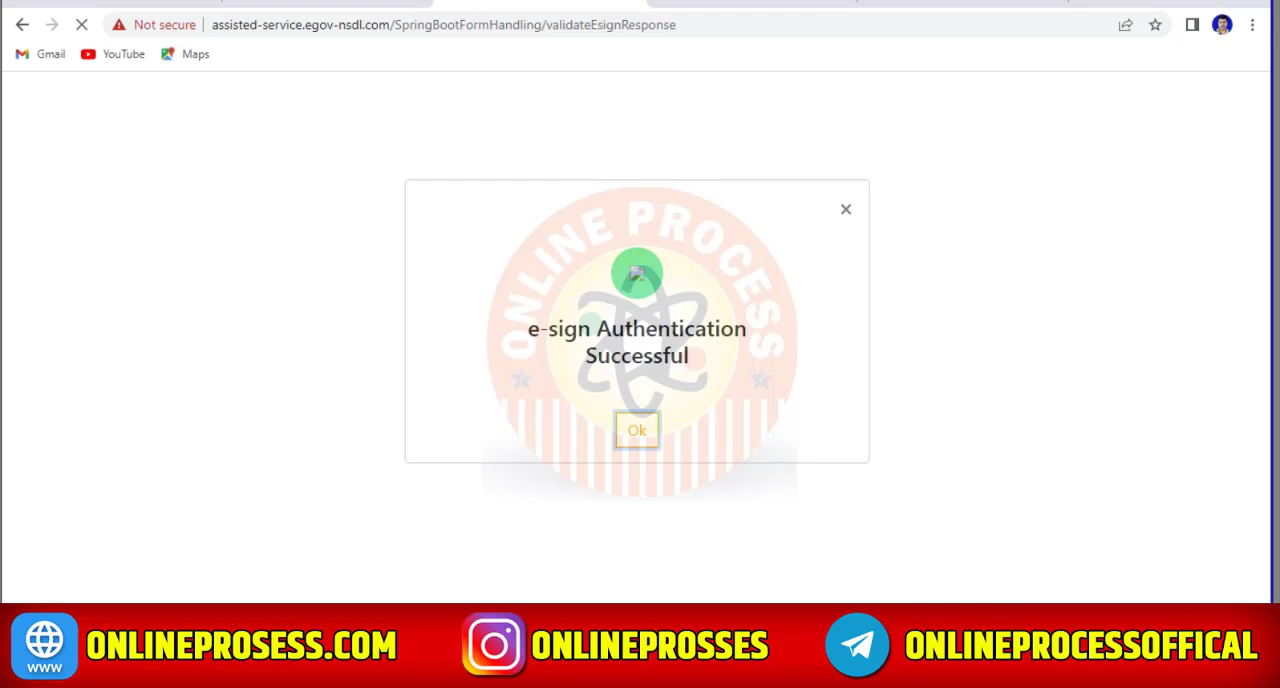 Not secure | assisted-service.egov-nsdl.com/SpringBootFormHandling/validateEsignResponse
Gmail YouTube Maps
ONLINE PROCESS
×
e-sign Authentication
Successful
Ok
WWW ONLINEPROSESS.COM ONLINEPROSSES ONLINEPROCESSOFFICAL